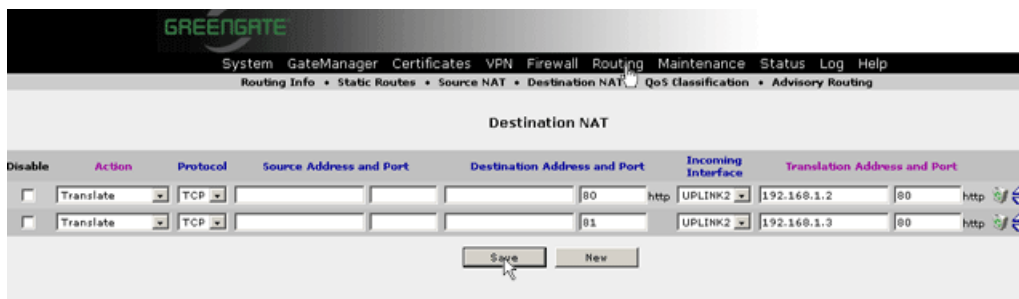 GREENGATE
System GateManager Certificates VPN Firewall Routing Maintenance Status Log Help
Routing Info • Static Routes • Source NAT • Destination NAT • QoS Classification • Advisory Routing
Destination NAT
Disable Action Protocol Source Address and Port Destination Address and Port Incoming Interface Translation Address and Port
Translate TCP 80 http UPLINK2 192.168.1.2 80 http
Translate TCP 81 UPLINK2 192.168.1.3 80 http
Save New